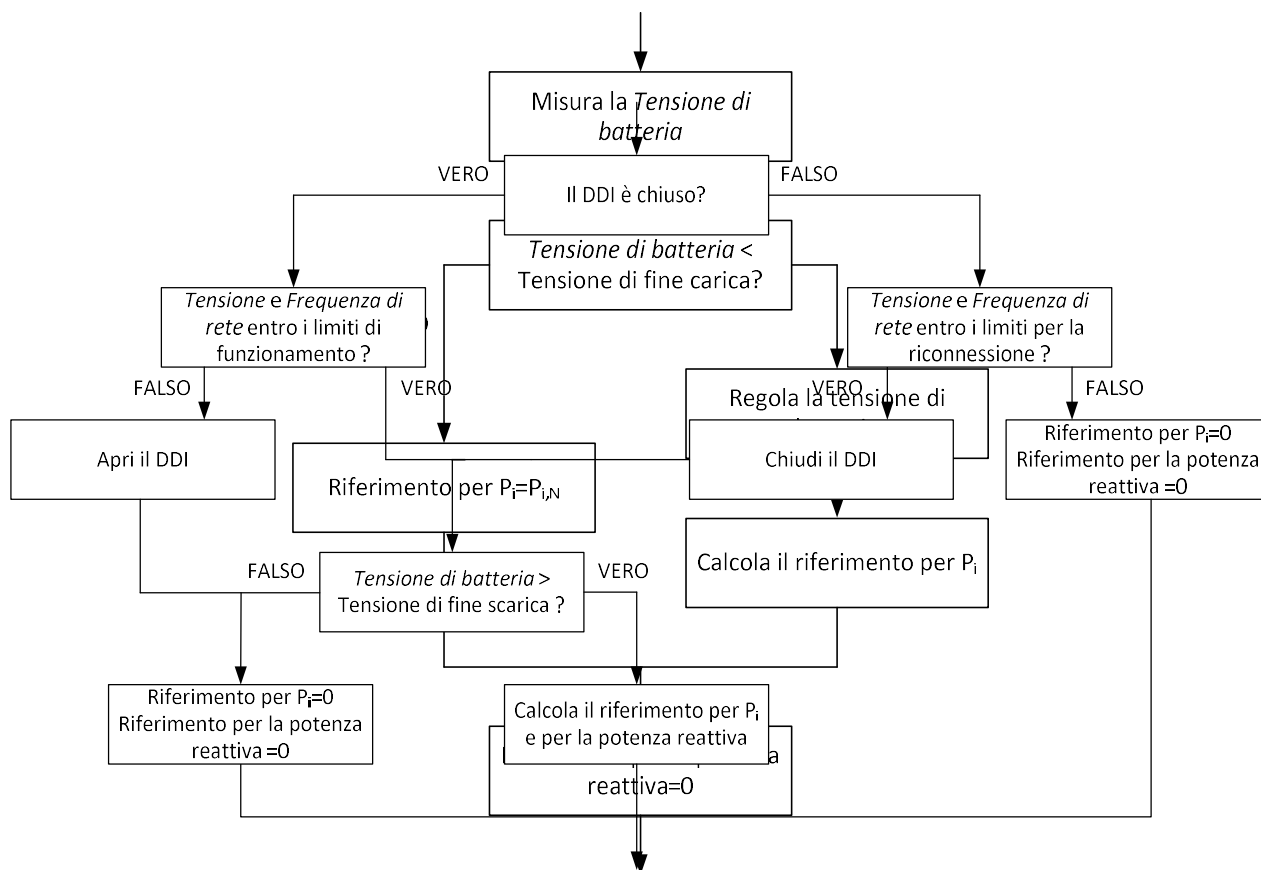 Misura la Tensione di
batteria
VERO
FALSO
Il DDI è chiuso?
Tensione di batteria <
Tensione di fine carica?
Tensione e Frequenza di
rete entro i limiti di
funzionamento ?
Tensione e Frequenza di
rete entro i limiti per la
riconnessione ?
FALSO
VERO
VERO
FALSO
Regola la tensione di
Apri il DDI
Riferimento per Pi=Pi,N
Chiudi il DDI
Riferimento per Pi=0
Riferimento per la potenza
reattiva =0
Calcola il riferimento per Pi
FALSO
VERO
Tensione di batteria >
Tensione di fine scarica ?
Riferimento per Pi=0
Riferimento per la potenza
reattiva =0
Calcola il riferimento per Pi
e per la potenza reattiva
reattiva=0